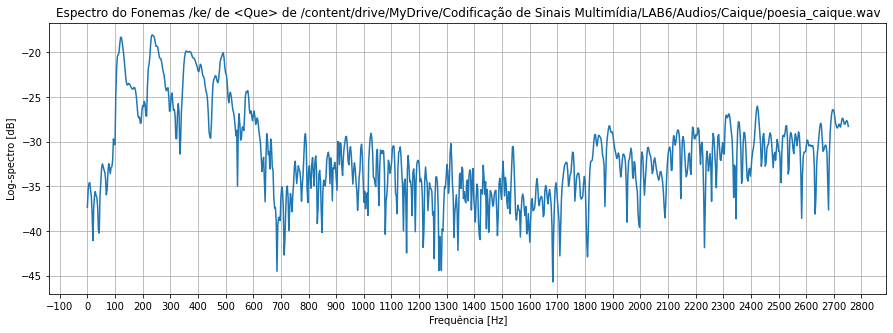 Espectro do Fonemas /ke/ de <Que> de /content/drive/MyDrive/Codificação de Sinais Multimídia/LAB6/Audios/Caique/poesia_caique.wav
−20
−25
−30
−35
−40
−45
Log-spectro [dB]
−100 0 100 200 300 400 500 600 700 800 900 1000 1100 1200 1300 1400 1500 1600 1700 1800 1900 2000 2100 2200 2300 2400 2500 2600 2700 2800
Frequência [Hz]